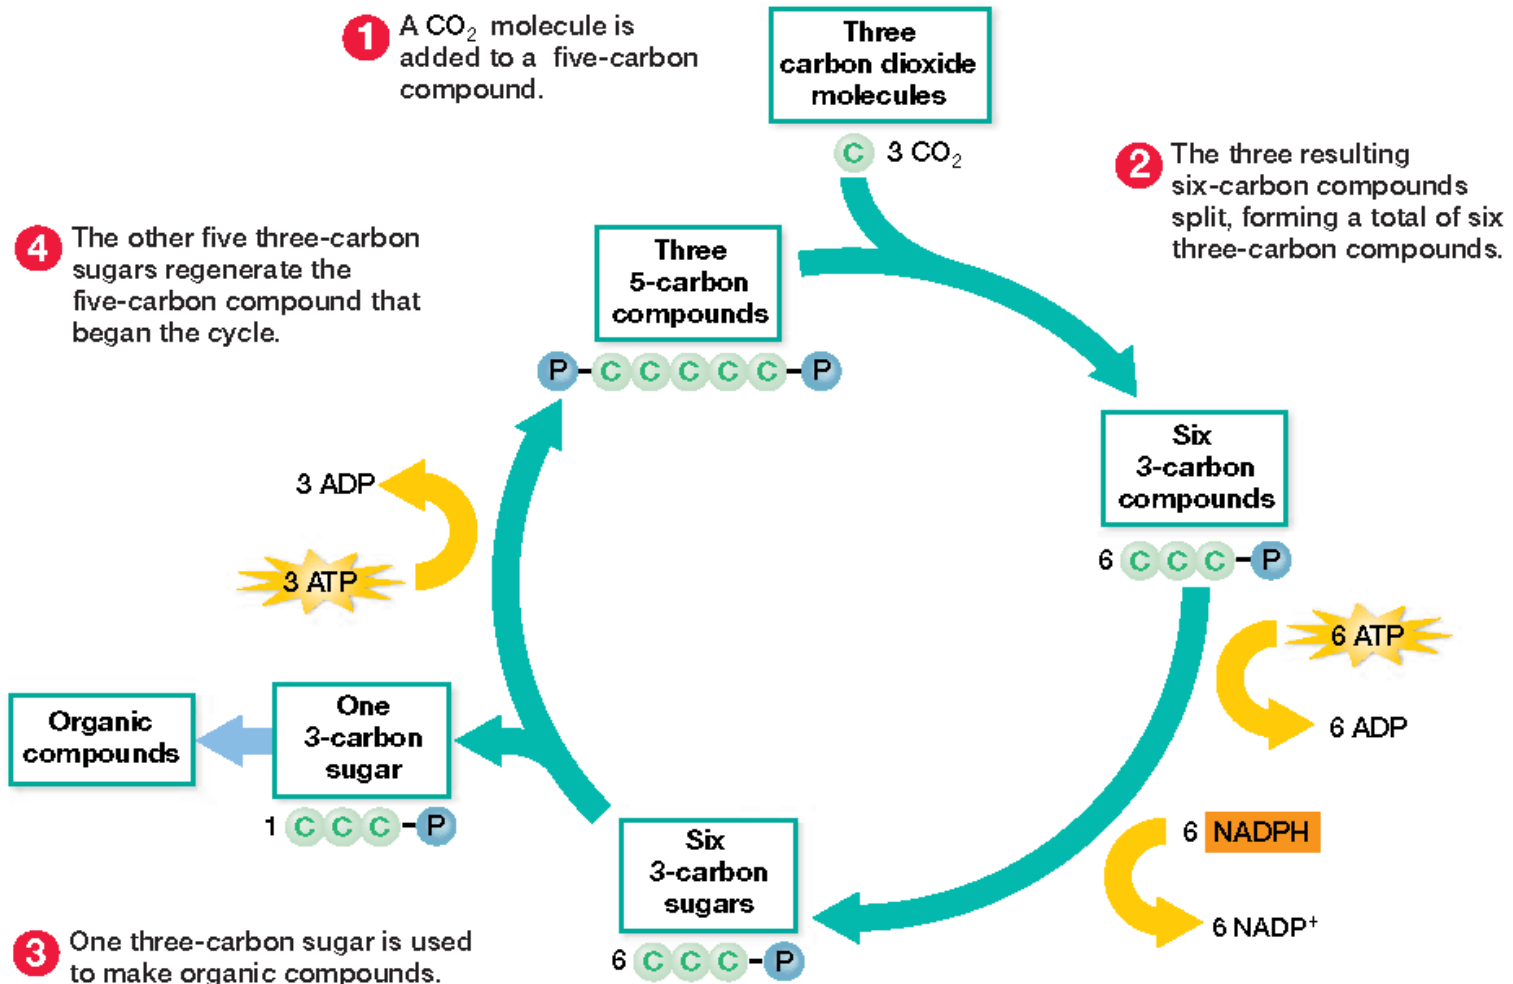 1 A CO₂ molecule is
added to a five-carbon
compound.
Three
carbon dioxide
molecules
C 3 CO₂
2 The three resulting
six-carbon compounds
split, forming a total of six
three-carbon compounds.
4 The other five three-carbon
sugars regenerate the
five-carbon compound that
began the cycle.
Three
5-carbon
compounds
P-C C C C C-P
Six
3-carbon
compounds
6 C C C-P
3 ADP
3 ATP
6 ATP
6 ADP
Organic
compounds
One
3-carbon
sugar
1 C C C-P
6 NADPH
6 NADP⁺
Six
3-carbon
sugars
6 C C C-P
3 One three-carbon sugar is used
to make organic compounds.